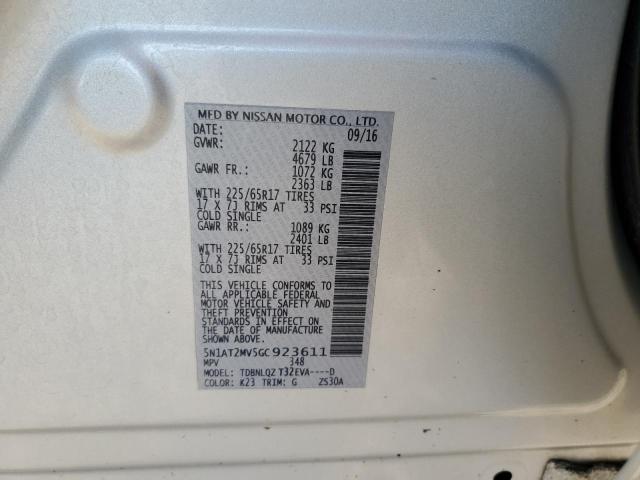 MFD BY NISSAN MOTOR CO., LTD.
DATE: 09/16
GVWR: 2122 KG
4679 LB
GAWR FR.: 1072 KG
2363 LB
WITH 225/65R17 TIRES
17 X 7J RIMS AT 33 PSI
COLD SINGLE
GAWR RR.: 1089 KG
2401 LB
WITH 225/65R17 TIRES
17 X 7J RIMS AT 33 PSI
COLD SINGLE
THIS VEHICLE CONFORMS TO
ALL APPLICABLE FEDERAL
MOTOR VEHICLE SAFETY AND
THEFT PREVENTION
STANDARDS IN EFFECT ON
THE DATE OF MANUFACTURE
SHOWN ABOVE.
5N1AT2MV5GC923611
MPV 348
MODEL: TDBNLQZ T32EVA----D
COLOR: K23 TRIM: G ZS30A